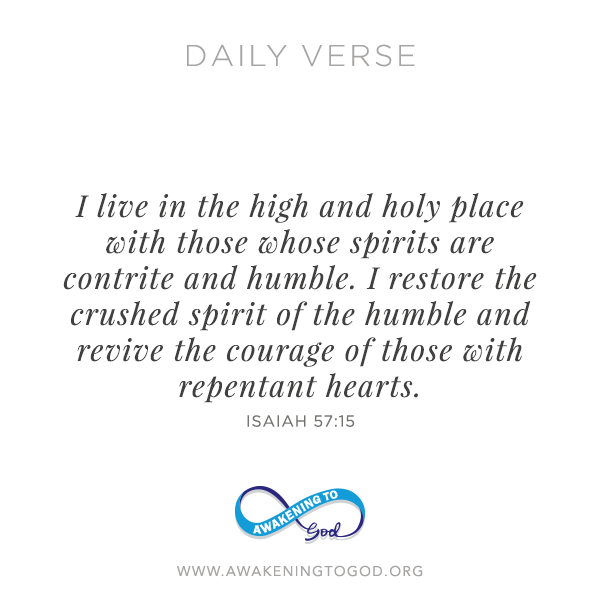 DAILY VERSE
I live in the high and holy place
with those whose spirits are
contrite and humble. I restore the
crushed spirit of the humble and
revive the courage of those with
repentant hearts.
ISAIAH 57:15
AWAKENING TO
God
WWW.AWAKENINGTOGOD.ORG